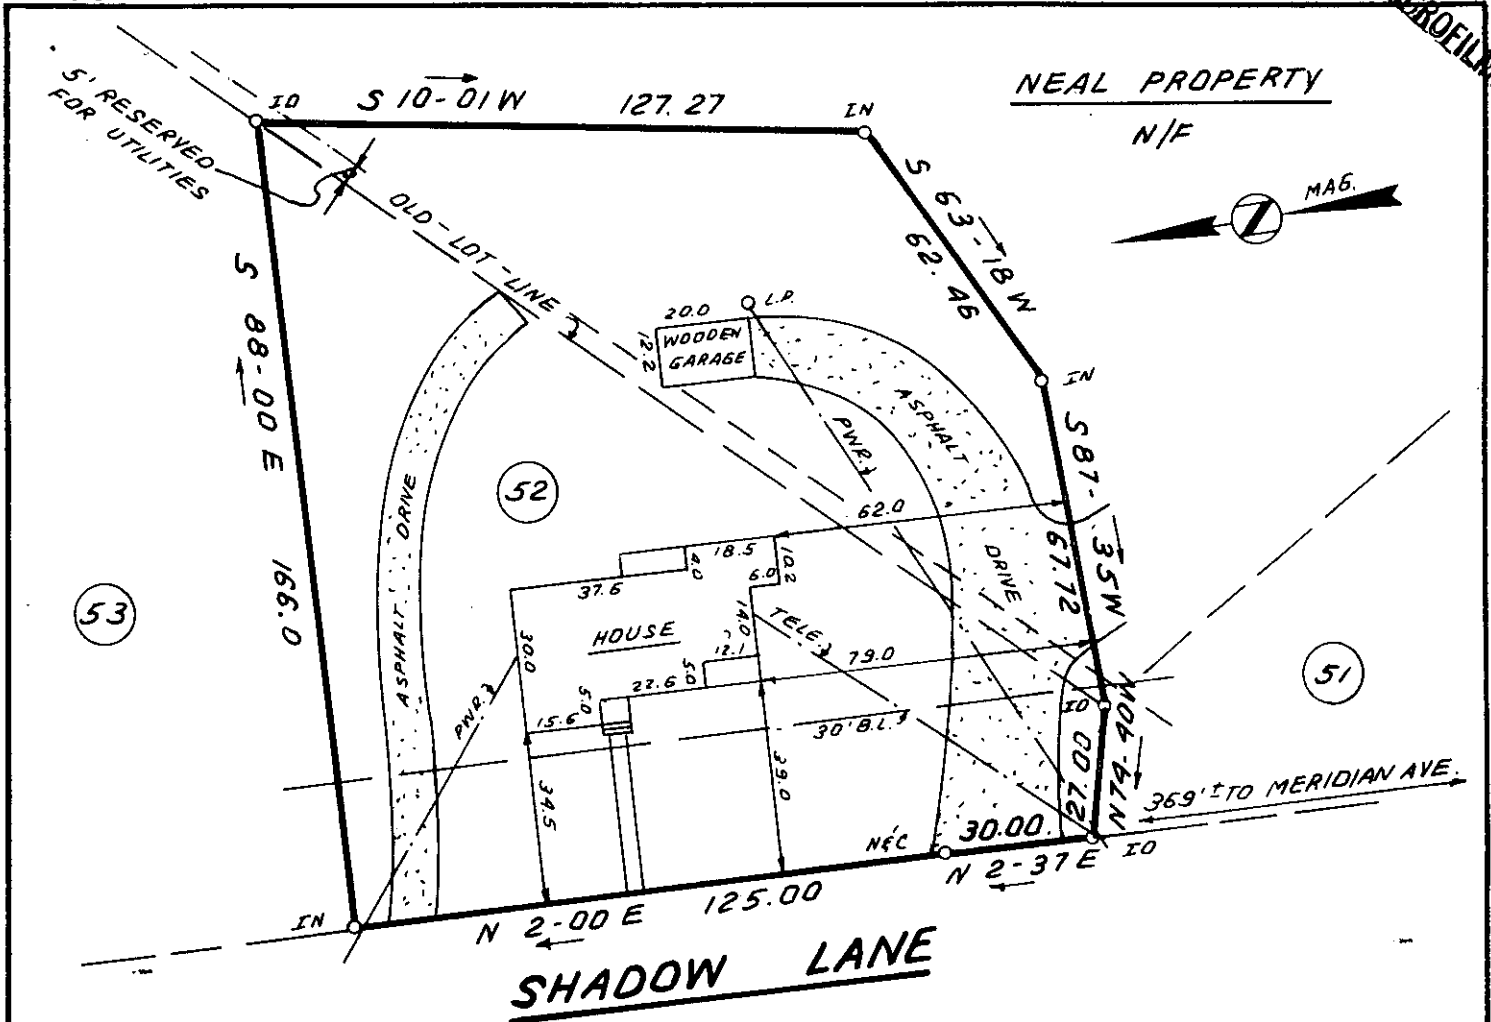 5' RESERVED
FOR UTILITIES
IO
S 10-01 W 127.27
IN
NEAL PROPERTY
N/F
MAG.
S 63-18 W
62.46
OLD LOT LINE
L.P.
20.0
12.2
WOODEN
GARAGE
IN
S 88-00 E 166.0
ASPHALT DRIVE
PWR.
ASPHALT
DRIVE
S 87-35 W
67.72
52
53
51
62.0
18.5
4.0
10.2
6.0
37.6
14.0
HOUSE
TELE.
30.0
12.1
5.0
22.6
79.0
5.0
15.6
PWR.
30' B.L.
34.5
39.0
IO
27.00
N 74-40 W
369'± TO MERIDIAN AVE.
N&C
30.00
N 2-37 E
IO
IN
N 2-00 E 125.00
SHADOW LANE